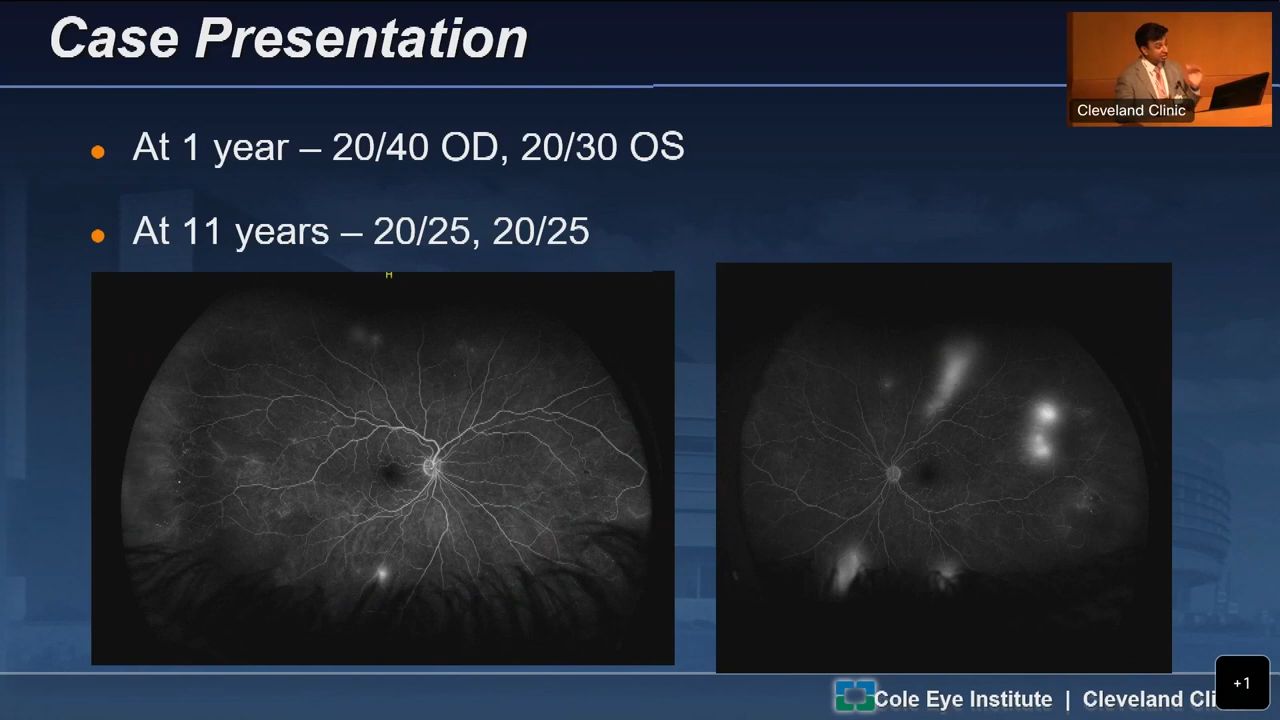 Case Presentation
Cleveland Clinic
At 1 year – 20/40 OD, 20/30 OS
At 11 years – 20/25, 20/25
H
Cole Eye Institute | Cleveland Cli
+1